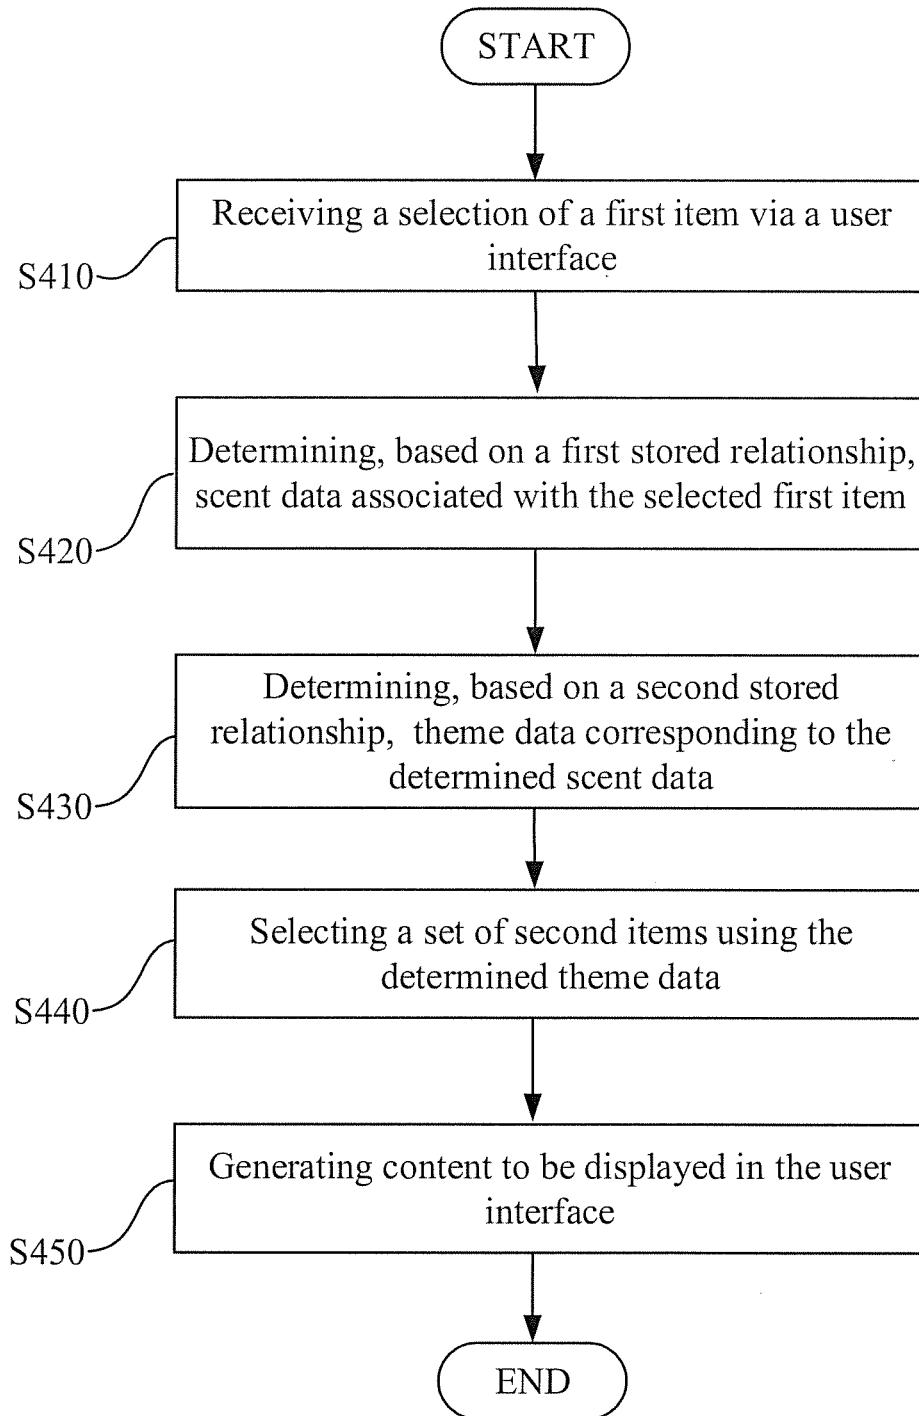 START
Receiving a selection of a first item via a user
interface
S410
Determining, based on a first stored relationship,
scent data associated with the selected first item
S420
Determining, based on a second stored
relationship, theme data corresponding to the
determined scent data
S430
Selecting a set of second items using the
determined theme data
S440
Generating content to be displayed in the user
interface
S450
END